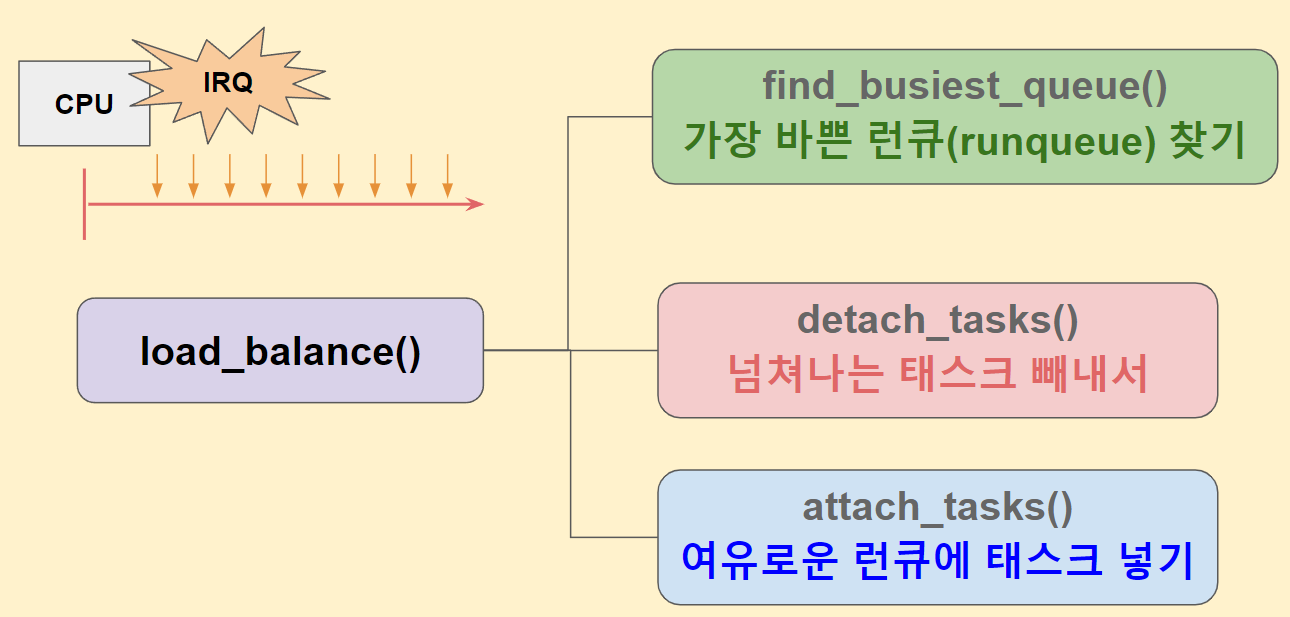 CPU
IRQ
load_balance()
find_busiest_queue()
가장 바쁜 런큐(runqueue) 찾기
detach_tasks()
넘쳐나는 태스크 빼내서
attach_tasks()
여유로운 런큐에 태스크 넣기